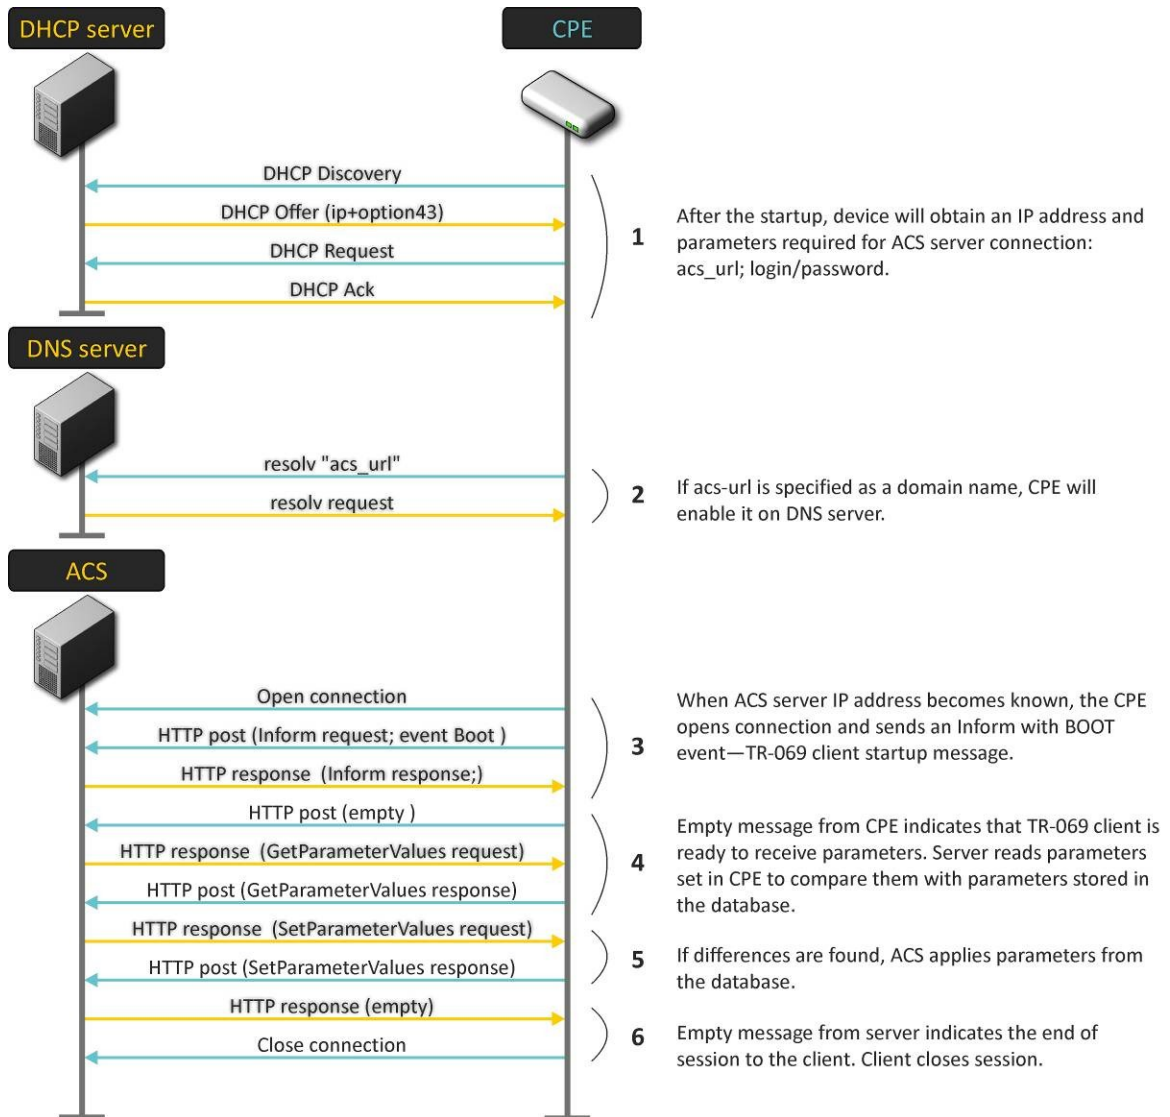 DHCP server
CPE
DHCP Discovery
DHCP Offer (ip+option43)
DHCP Request
DHCP Ack
1
After the startup, device will obtain an IP address and
parameters required for ACS server connection:
acs_url; login/password.
DNS server
resolv "acs_url"
resolv request
2
If acs-url is specified as a domain name, CPE will
enable it on DNS server.
ACS
Open connection
HTTP post (Inform request; event Boot )
HTTP response  (Inform response;)
3
When ACS server IP address becomes known, the CPE
opens connection and sends an Inform with BOOT
event—TR-069 client startup message.
HTTP post (empty )
HTTP response  (GetParameterValues request)
HTTP post (GetParameterValues response)
4
Empty message from CPE indicates that TR-069 client is
ready to receive parameters. Server reads parameters
set in CPE to compare them with parameters stored in
the database.
HTTP response  (SetParameterValues request)
HTTP post (SetParameterValues response)
5
If differences are found, ACS applies parameters from
the database.
HTTP response (empty)
Close connection
6
Empty message from server indicates the end of
session to the client. Client closes session.